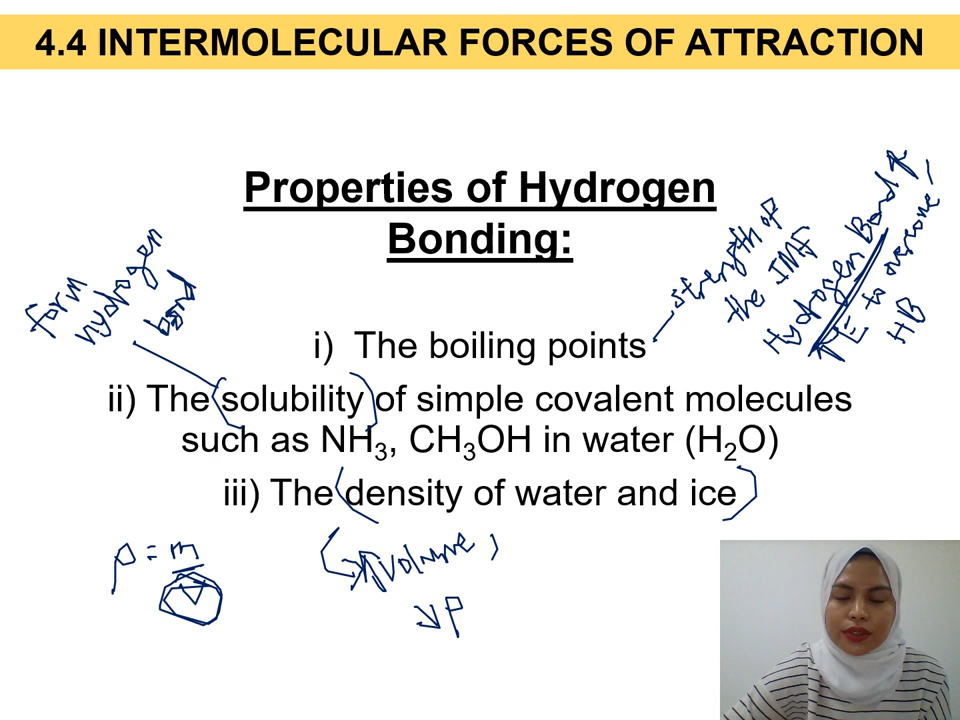 4.4 INTERMOLECULAR FORCES OF ATTRACTION
Properties of Hydrogen
Bonding:
form
hydrogen
bond
strength of
the IMF
Hydrogen Bond
↑E to overcome
HB
i) The boiling points
ii) The solubility of simple covalent molecules
such as NH₃, CH₃OH in water (H₂O)
iii) The density of water and ice
ρ = m
V
↑volume,
↓ρ